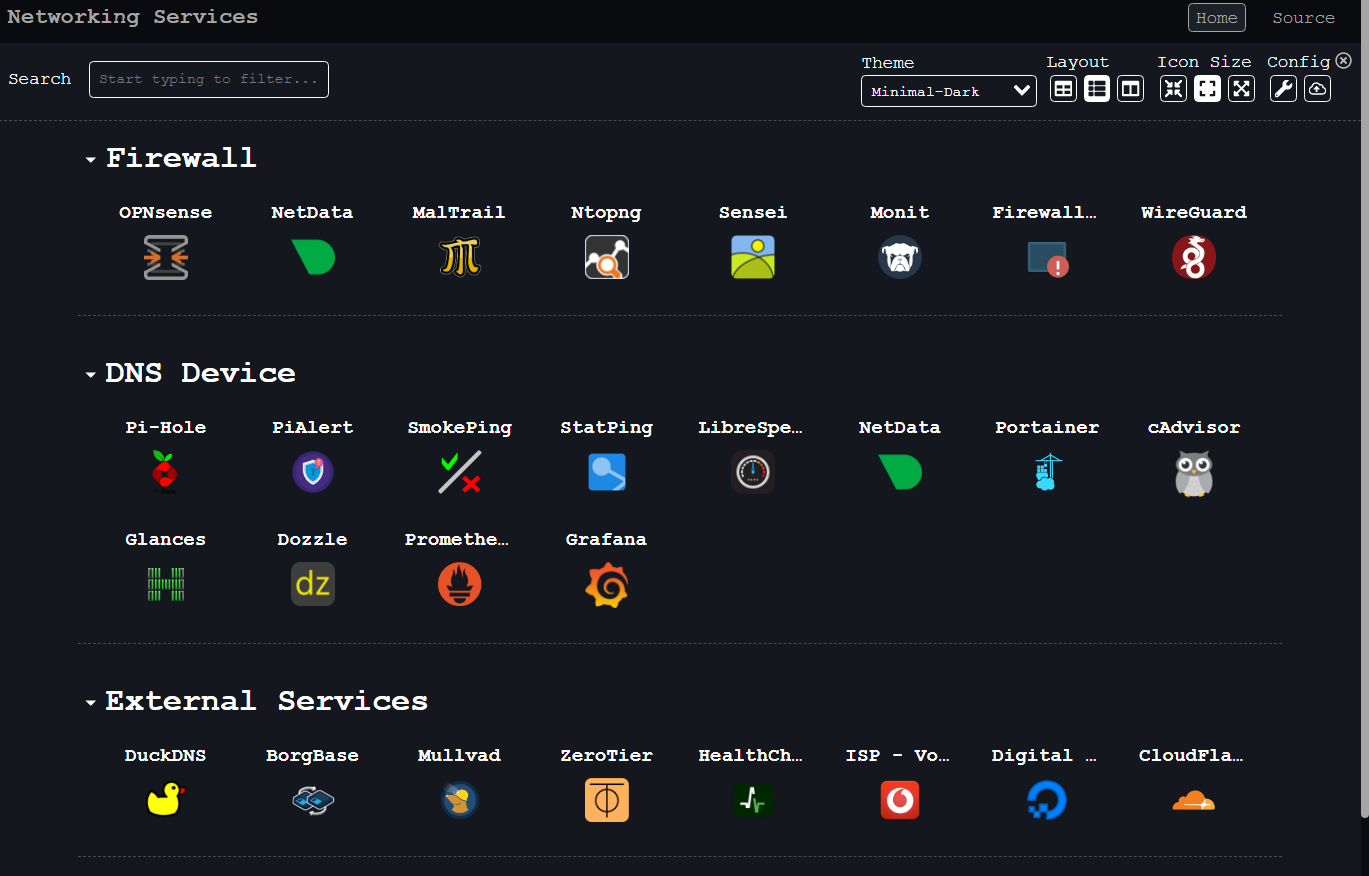 Networking Services Home Source
Theme Layout Icon Size Config
Search Start typing to filter... Minimal-Dark
Firewall
OPNsense NetData MalTrail Ntopng Sensei Monit Firewall… WireGuard
DNS Device
Pi-Hole PiAlert SmokePing StatPing LibreSpe… NetData Portainer cAdvisor
Glances Dozzle Promethe… Grafana
dz
External Services
DuckDNS BorgBase Mullvad ZeroTier HealthCh… ISP - Vo… Digital … CloudFla…